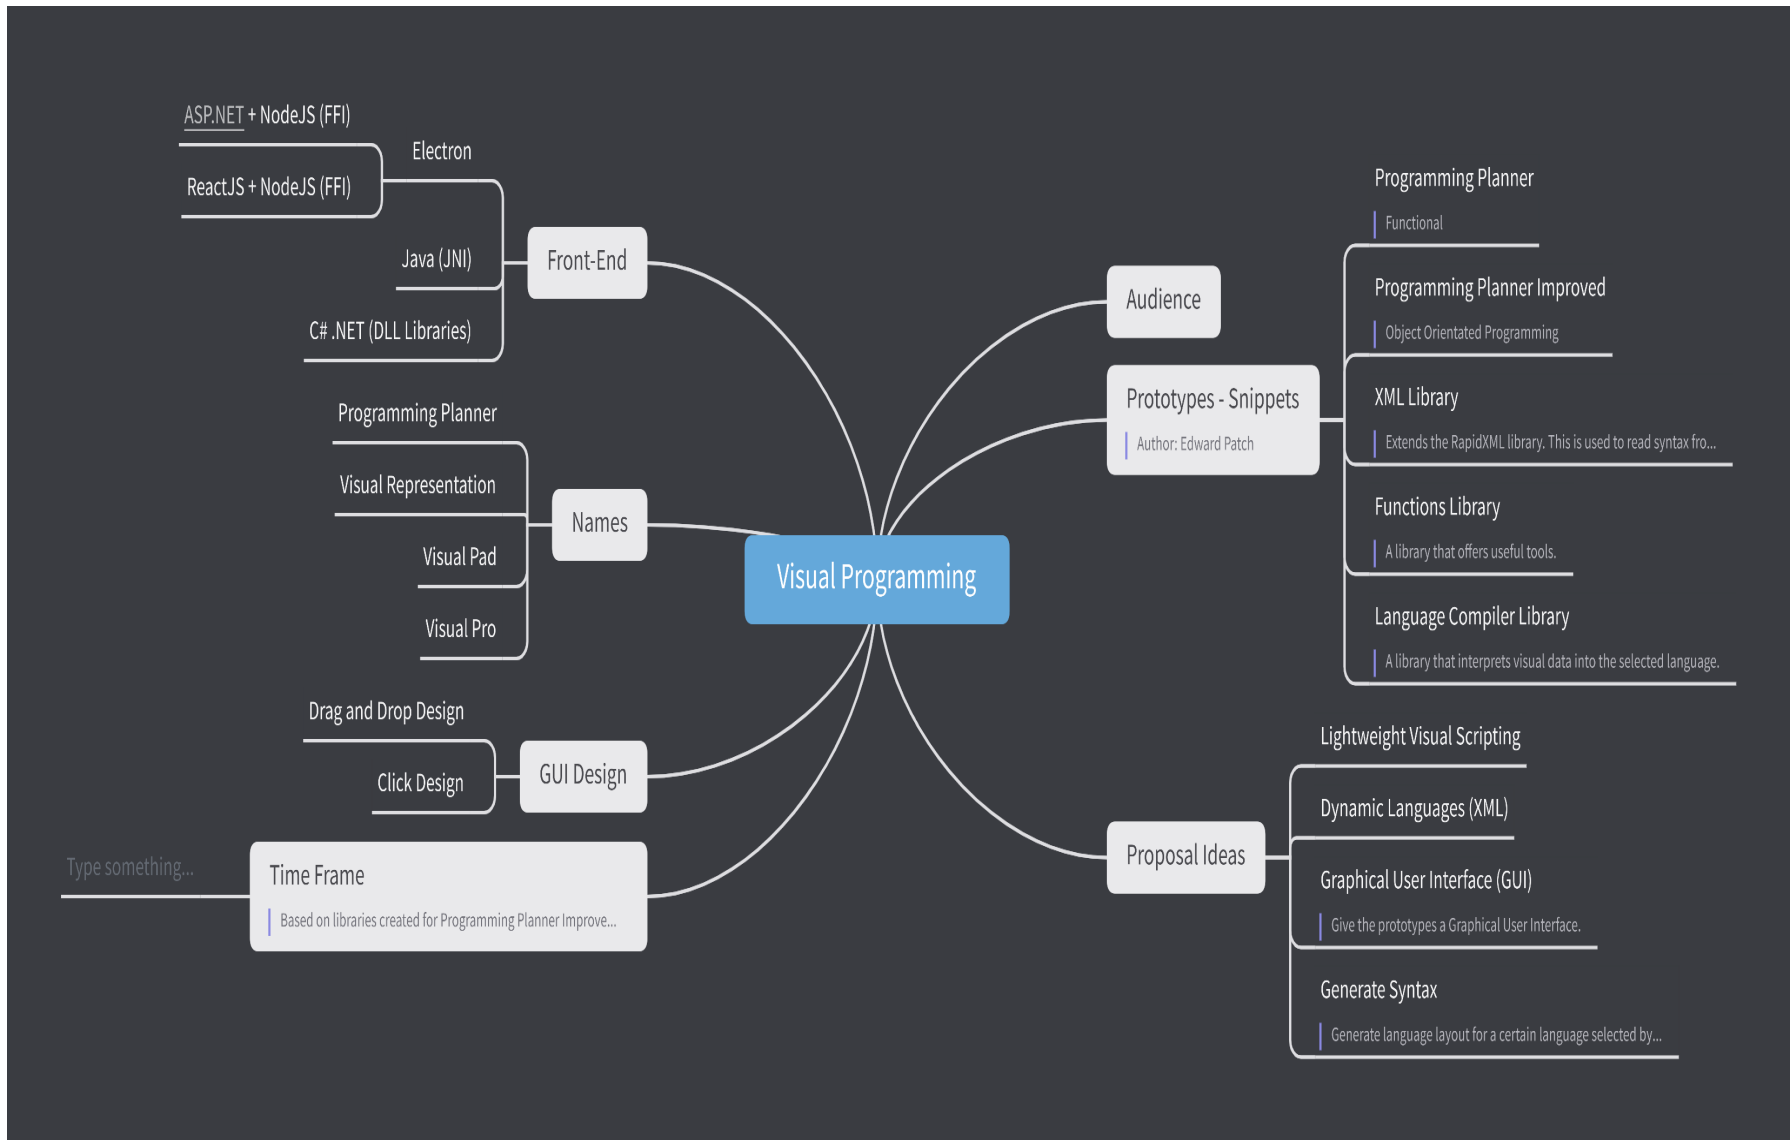 ASP.NET + NodeJS (FFI)
ReactJS + NodeJS (FFI)
Electron
Java (JNI)
C# .NET (DLL Libraries)
Front-End
Programming Planner
Visual Representation
Visual Pad
Visual Pro
Names
Drag and Drop Design
Click Design
GUI Design
Type something...
Time Frame
Based on libraries created for Programming Planner Improve...
Visual Programming
Audience
Prototypes - Snippets
Author: Edward Patch
Programming Planner
Functional
Programming Planner Improved
Object Orientated Programming
XML Library
Extends the RapidXML library. This is used to read syntax fro...
Functions Library
A library that offers useful tools.
Language Compiler Library
A library that interprets visual data into the selected language.
Proposal Ideas
Lightweight Visual Scripting
Dynamic Languages (XML)
Graphical User Interface (GUI)
Give the prototypes a Graphical User Interface.
Generate Syntax
Generate language layout for a certain language selected by...